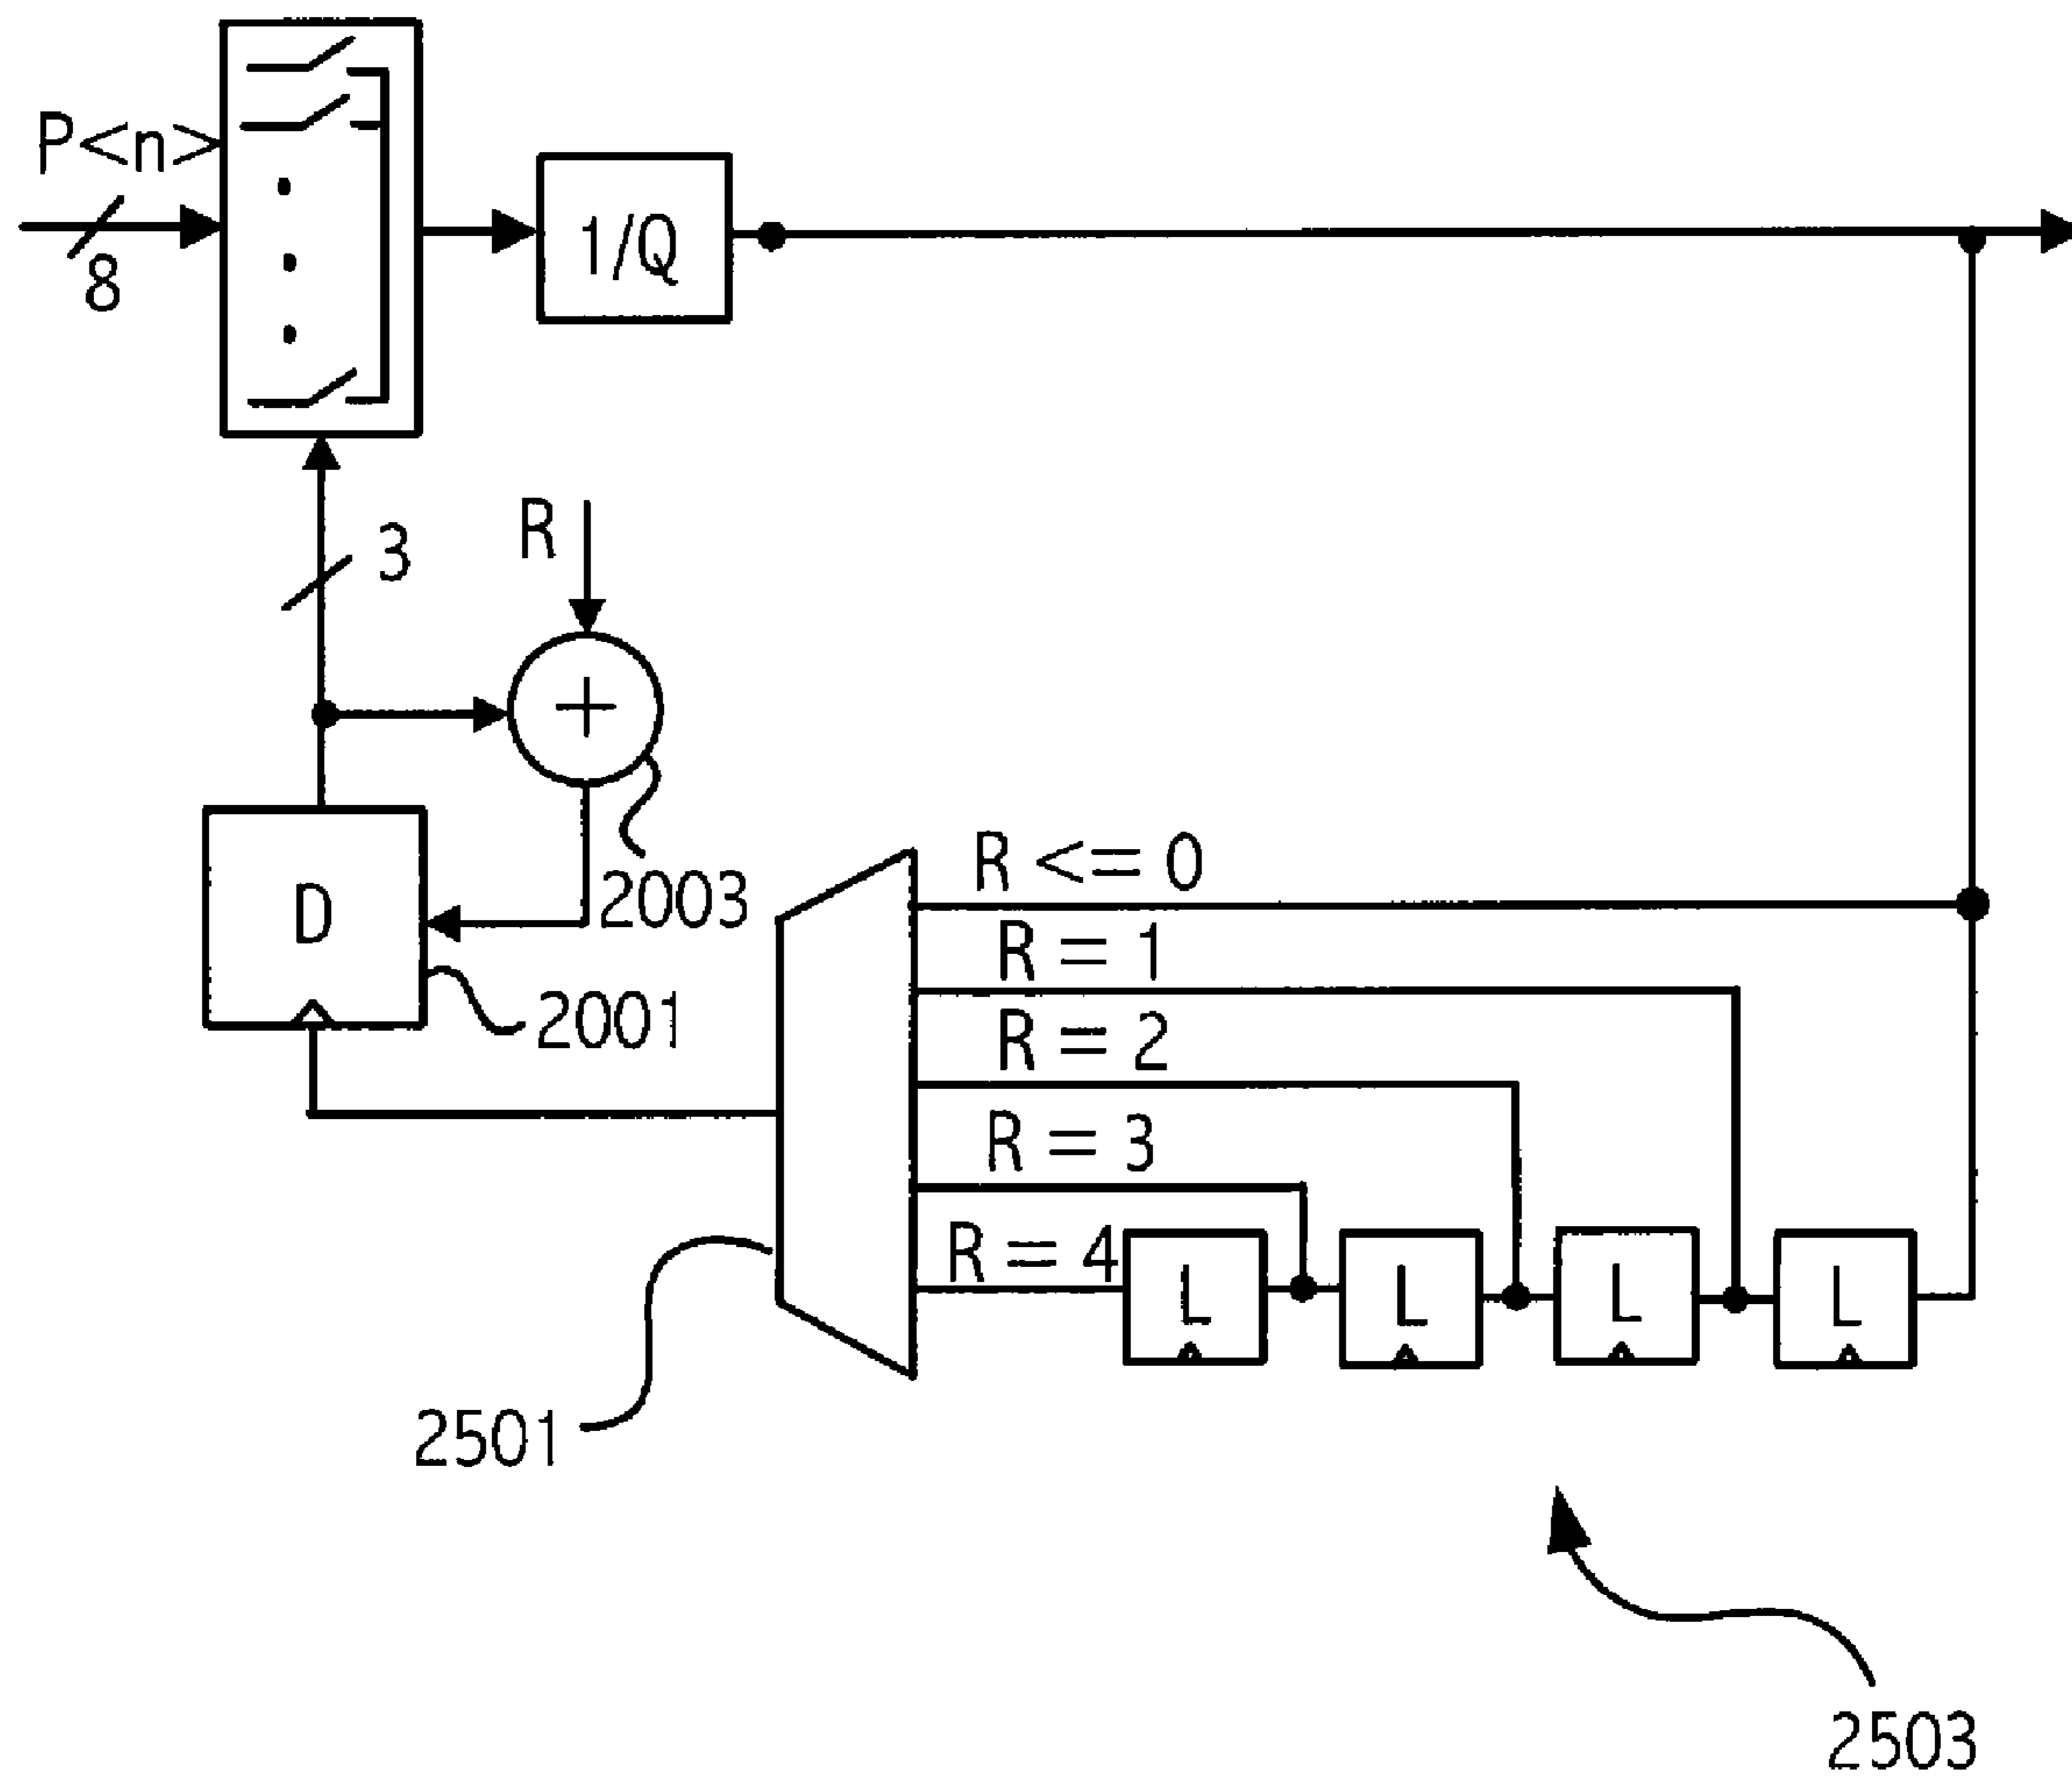 P<n>
8
1/Q
3
R
+
2003
D
2001
R <= 0
R = 1
R = 2
R = 3
R = 4
L
L
L
L
2501
2503